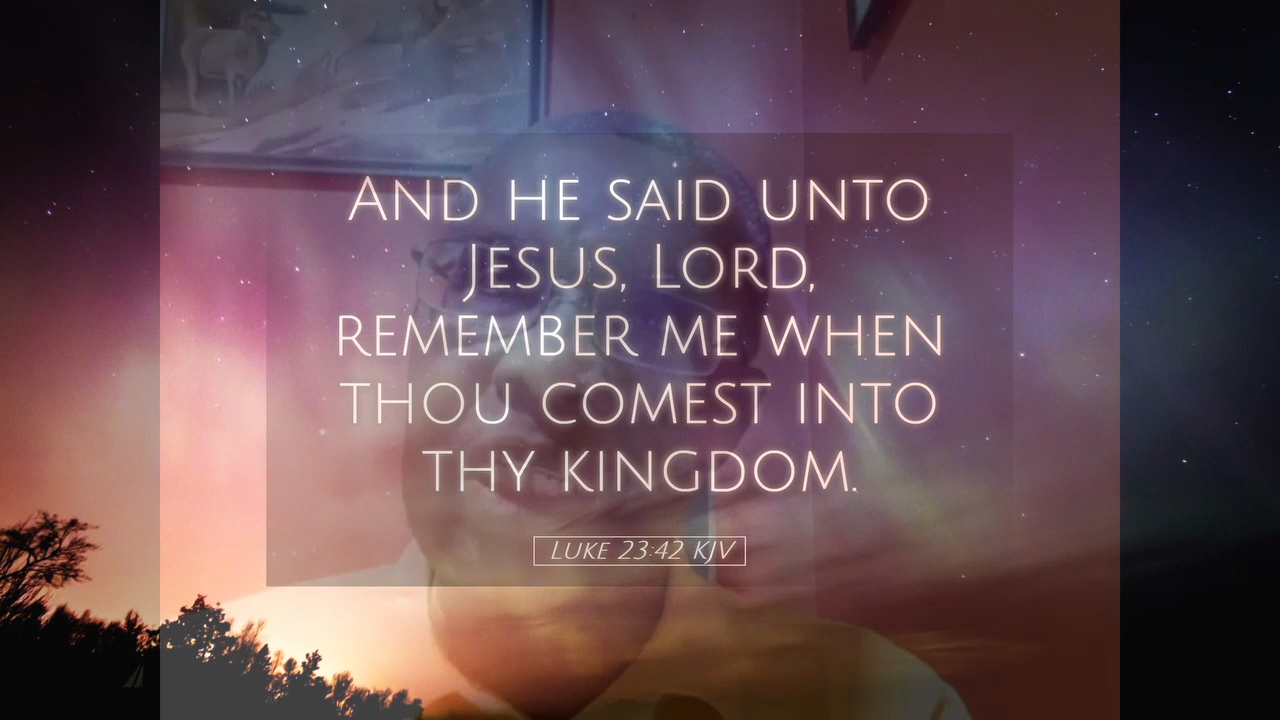 And he said unto
Jesus, Lord,
remember me when
thou comest into
thy kingdom.
Luke 23:42 KJV